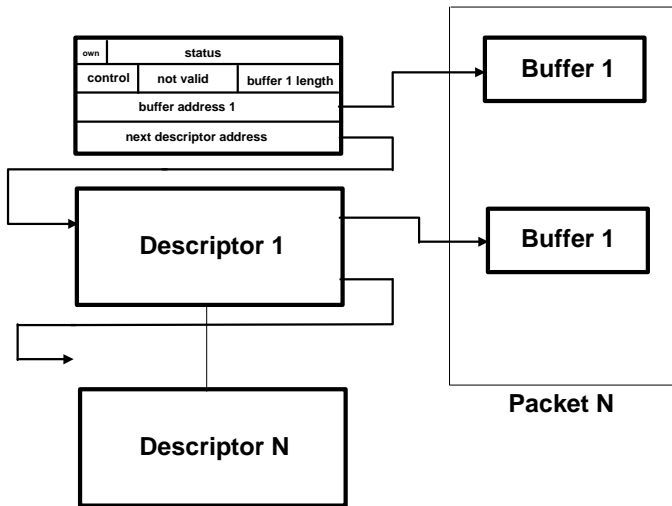 own status
control not valid buffer 1 length
buffer address 1
next descriptor address
Buffer 1
Descriptor 1
Buffer 1
Descriptor N
Packet N